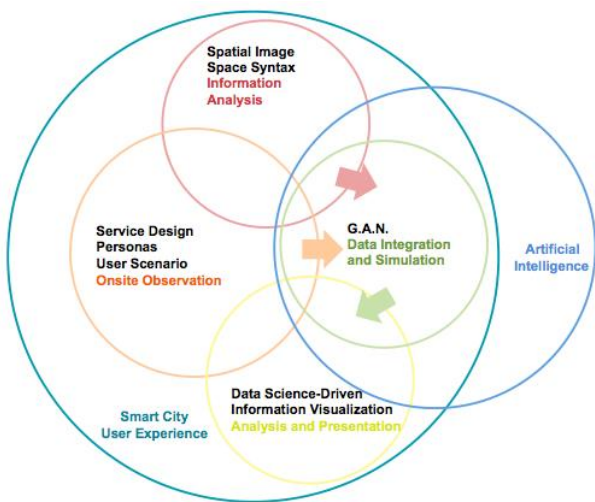 Spatial Image
Space Syntax
Information
Analysis
Service Design
Personas
User Scenario
Onsite Observation
G.A.N.
Data Integration
and Simulation
Artificial
Intelligence
Data Science-Driven
Information Visualization
Analysis and Presentation
Smart City
User Experience